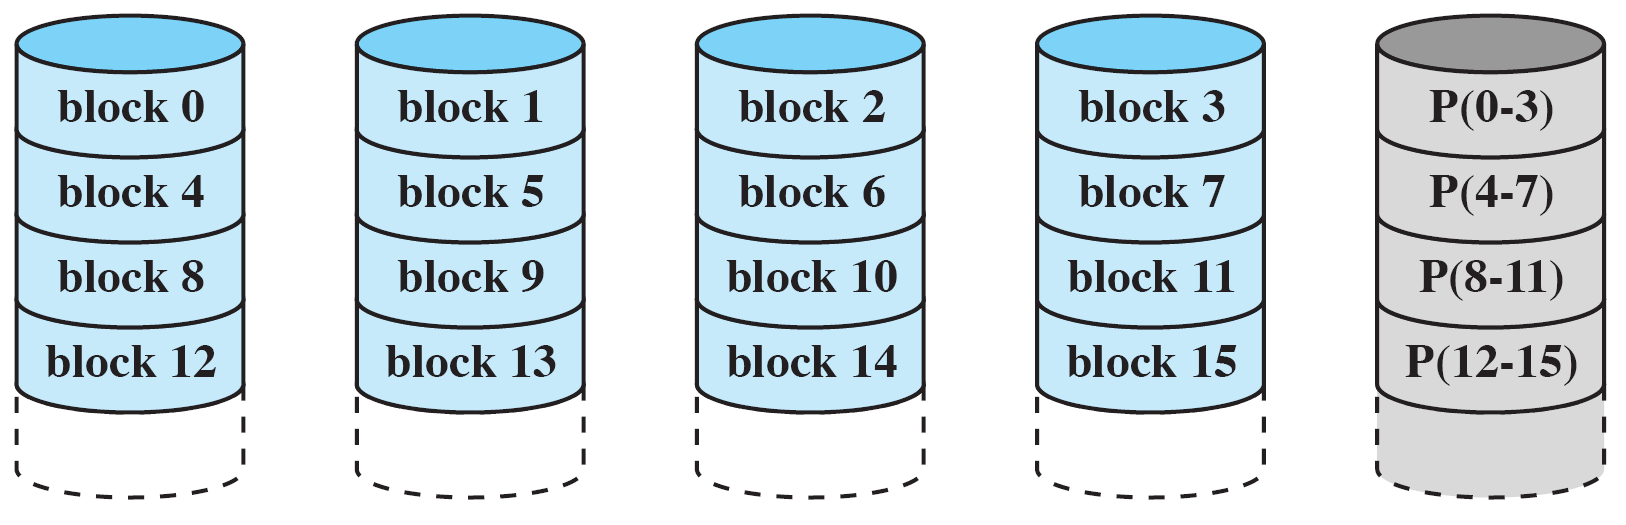 block 0
block 1
block 2
block 3
P(0-3)
block 4
block 5
block 6
block 7
P(4-7)
block 8
block 9
block 10
block 11
P(8-11)
block 12
block 13
block 14
block 15
P(12-15)